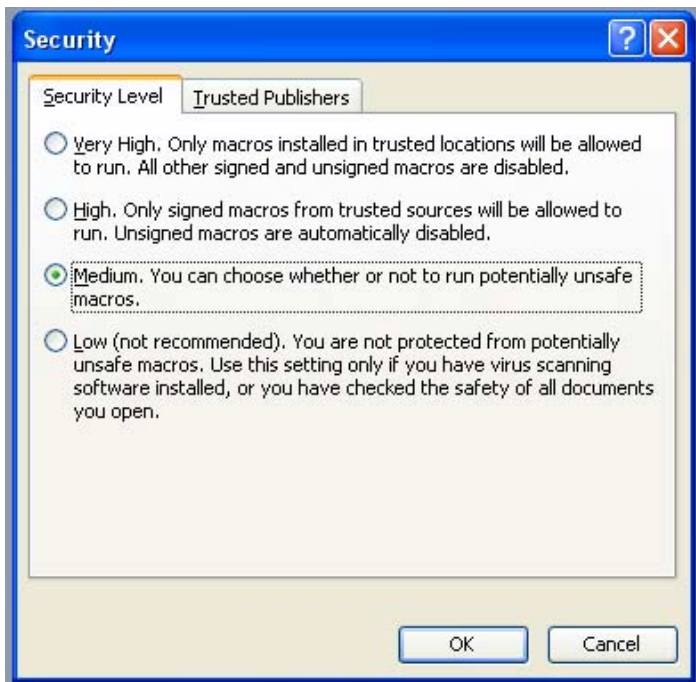 Security
?
Security Level
Trusted Publishers
Very High. Only macros installed in trusted locations will be allowed
to run. All other signed and unsigned macros are disabled.
High. Only signed macros from trusted sources will be allowed to
run. Unsigned macros are automatically disabled.
Medium. You can choose whether or not to run potentially unsafe
macros.
Low (not recommended). You are not protected from potentially
unsafe macros. Use this setting only if you have virus scanning
software installed, or you have checked the safety of all documents
you open.
OK
Cancel